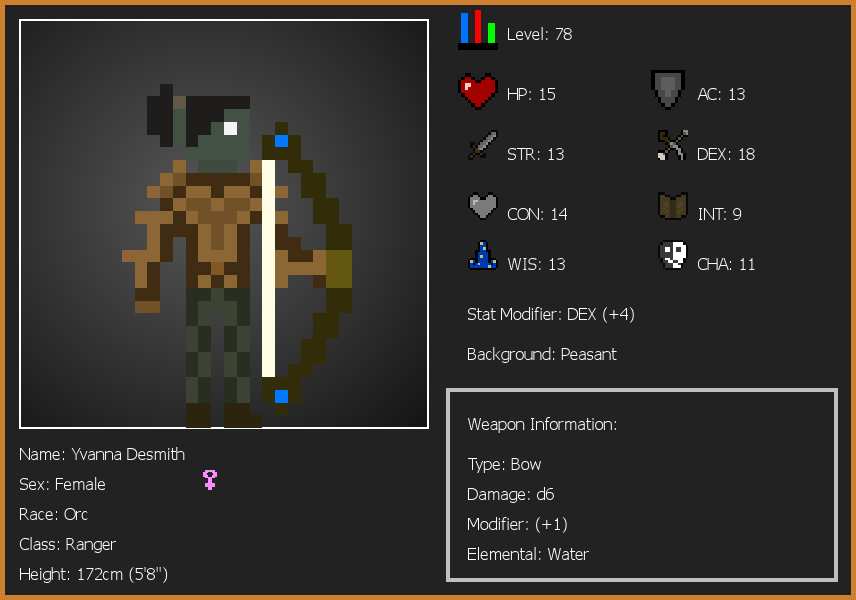 Level: 78
HP: 15
AC: 13
STR: 13
DEX: 18
CON: 14
INT: 9
WIS: 13
CHA: 11
Stat Modifier: DEX (+4)
Background: Peasant
Weapon Information:
Type: Bow
Damage: d6
Modifier: (+1)
Elemental: Water
Name: Yvanna Desmith
Sex: Female
Race: Orc
Class: Ranger
Height: 172cm (5'8")